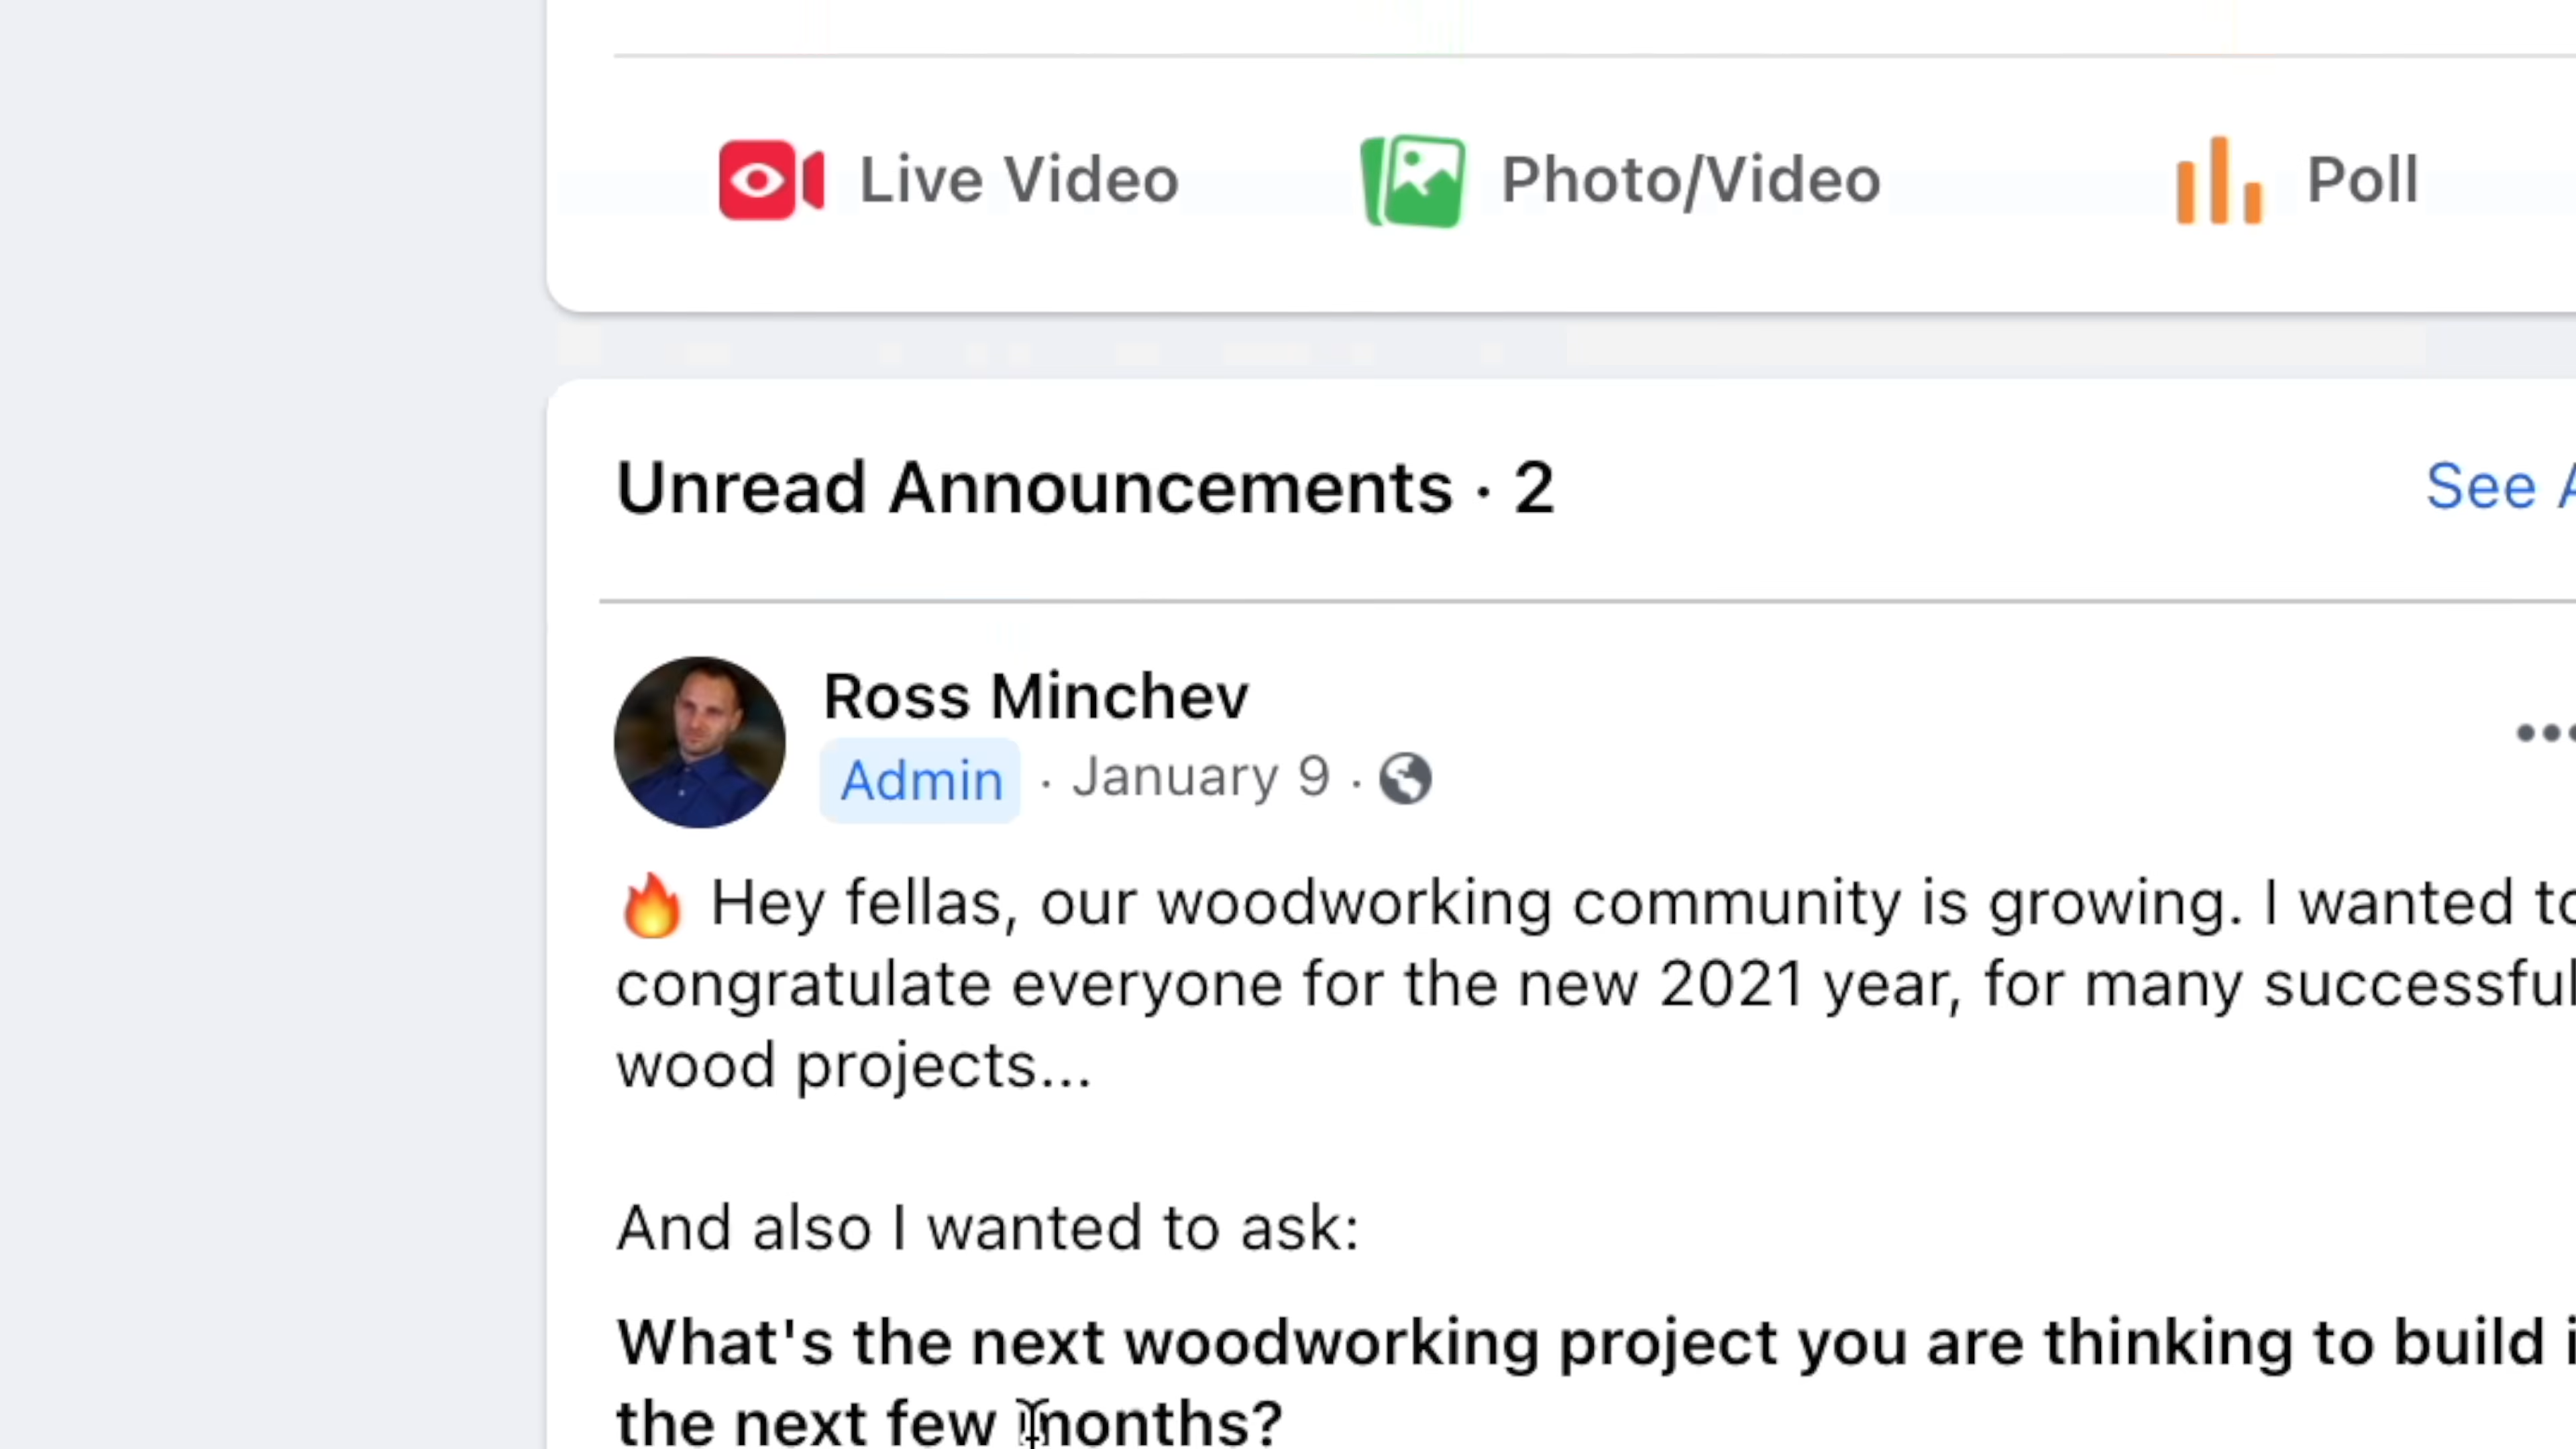 Live Video Photo/Video Poll
Unread Announcements · 2 See
Ross Minchev
Admin · January 9 ·
🔥 Hey fellas, our woodworking community is growing. I wanted to
congratulate everyone for the new 2021 year, for many successful
wood projects...
And also I wanted to ask:
What's the next woodworking project you are thinking to build
the next few months?